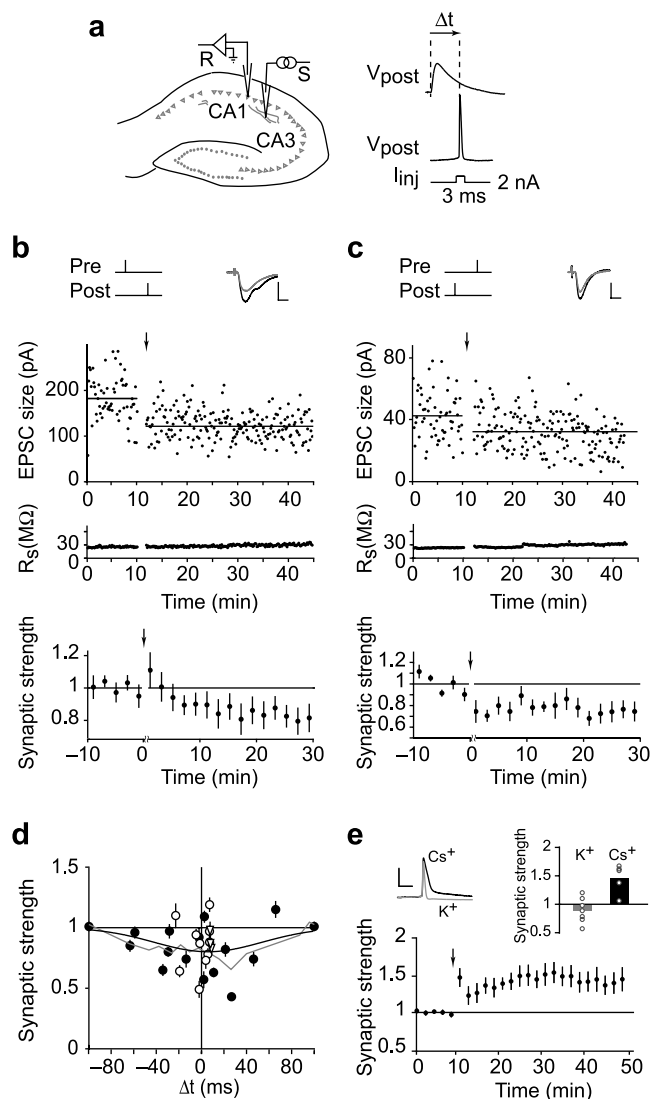 a
R
S
CA1
CA3
Δt
Vpost
Vpost
Iinj
2 nA
3 ms
b
Pre
Post
EPSC size (pA)
300
200
100
0
0 10 20 30 40
Rs(MΩ)
30
0
0 10 20 30 40
Time (min)
Synaptic strength
1.2
1
0.8
–10 0 10 20 30
Time (min)
c
Pre
Post
EPSC size (pA)
80
40
0
0 10 20 30 40
Rs(MΩ)
30
0
0 10 20 30 40
Time (min)
Synaptic strength
1.2
1
0.8
0.6
–10 0 10 20 30
Time (min)
d
Synaptic strength
1.5
1
0.5
0
–80 –40 0 40 80
Δt (ms)
e
Cs+
K+
Synaptic strength
K+ Cs+
2
1.5
1
0.5
Synaptic strength
2
1.5
1
0.5
0 10 20 30 40 50
Time (min)